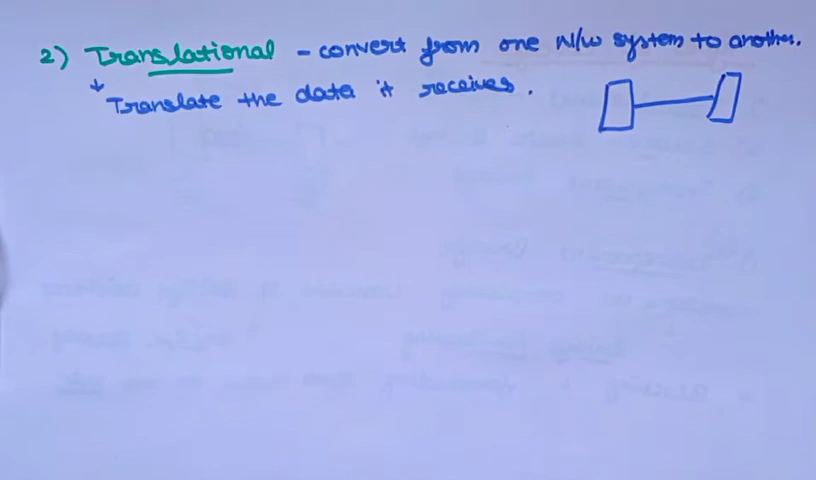 2) Translational - convert from one N/W system to another.
* Translate the data it receives.